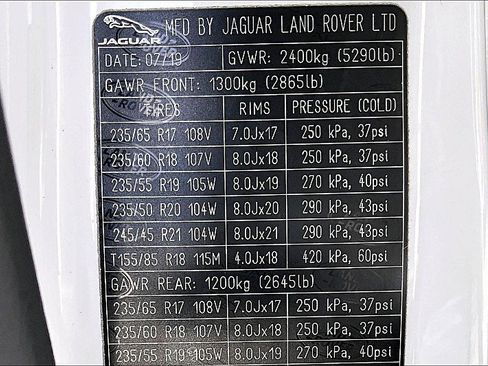 JAGUAR
MFD BY JAGUAR LAND ROVER LTD
DATE: 07/19 GVWR: 2400kg (5290lb)
GAWR FRONT: 1300kg (2865lb)
RIMS PRESSURE (COLD)
235/65 R17 108V 7.0Jx17 250 kPa, 37psi
235/60 R18 107V 8.0Jx18 250 kPa, 37psi
235/55 R19 105W 8.0Jx19 270 kPa, 40psi
235/50 R20 104W 8.0Jx20 290 kPa, 43psi
245/45 R21 104W 8.0Jx21 290 kPa, 43psi
T155/85 R18 115M 4.0Jx18 420 kPa, 60psi
GAWR REAR: 1200kg (2645lb)
235/65 R17 108V 7.0Jx17 250 kPa, 37psi
235/60 R18 107V 8.0Jx18 250 kPa, 37psi
235/55 R19 105W 8.0Jx19 270 kPa, 40psi